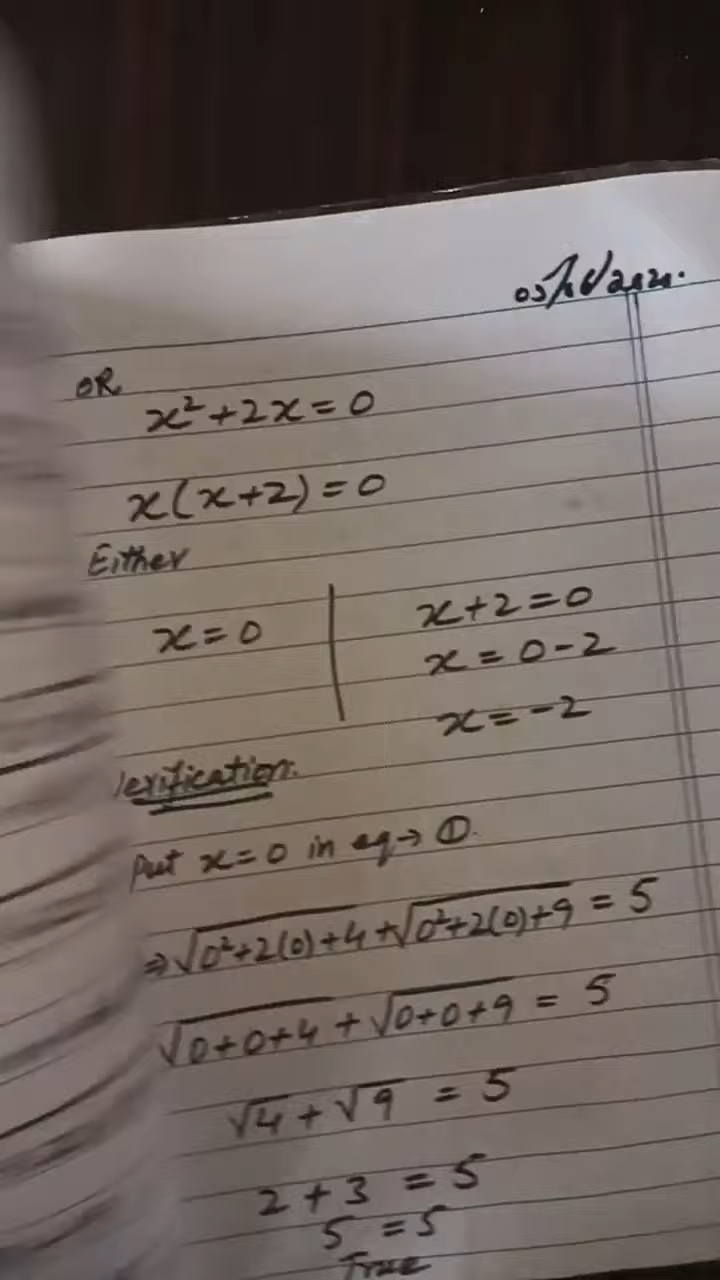 OR
x² + 2x = 0
x(x+2) = 0
Either
x = 0
x + 2 = 0
x = 0 - 2
x = -2
verification:
Put x = 0 in eq → ①.
⇒ √(0²+2(0)+4) + √(0²+2(0)+9) = 5
√(0+0+4) + √(0+0+9) = 5
√4 + √9 = 5
2 + 3 = 5
5 = 5
True